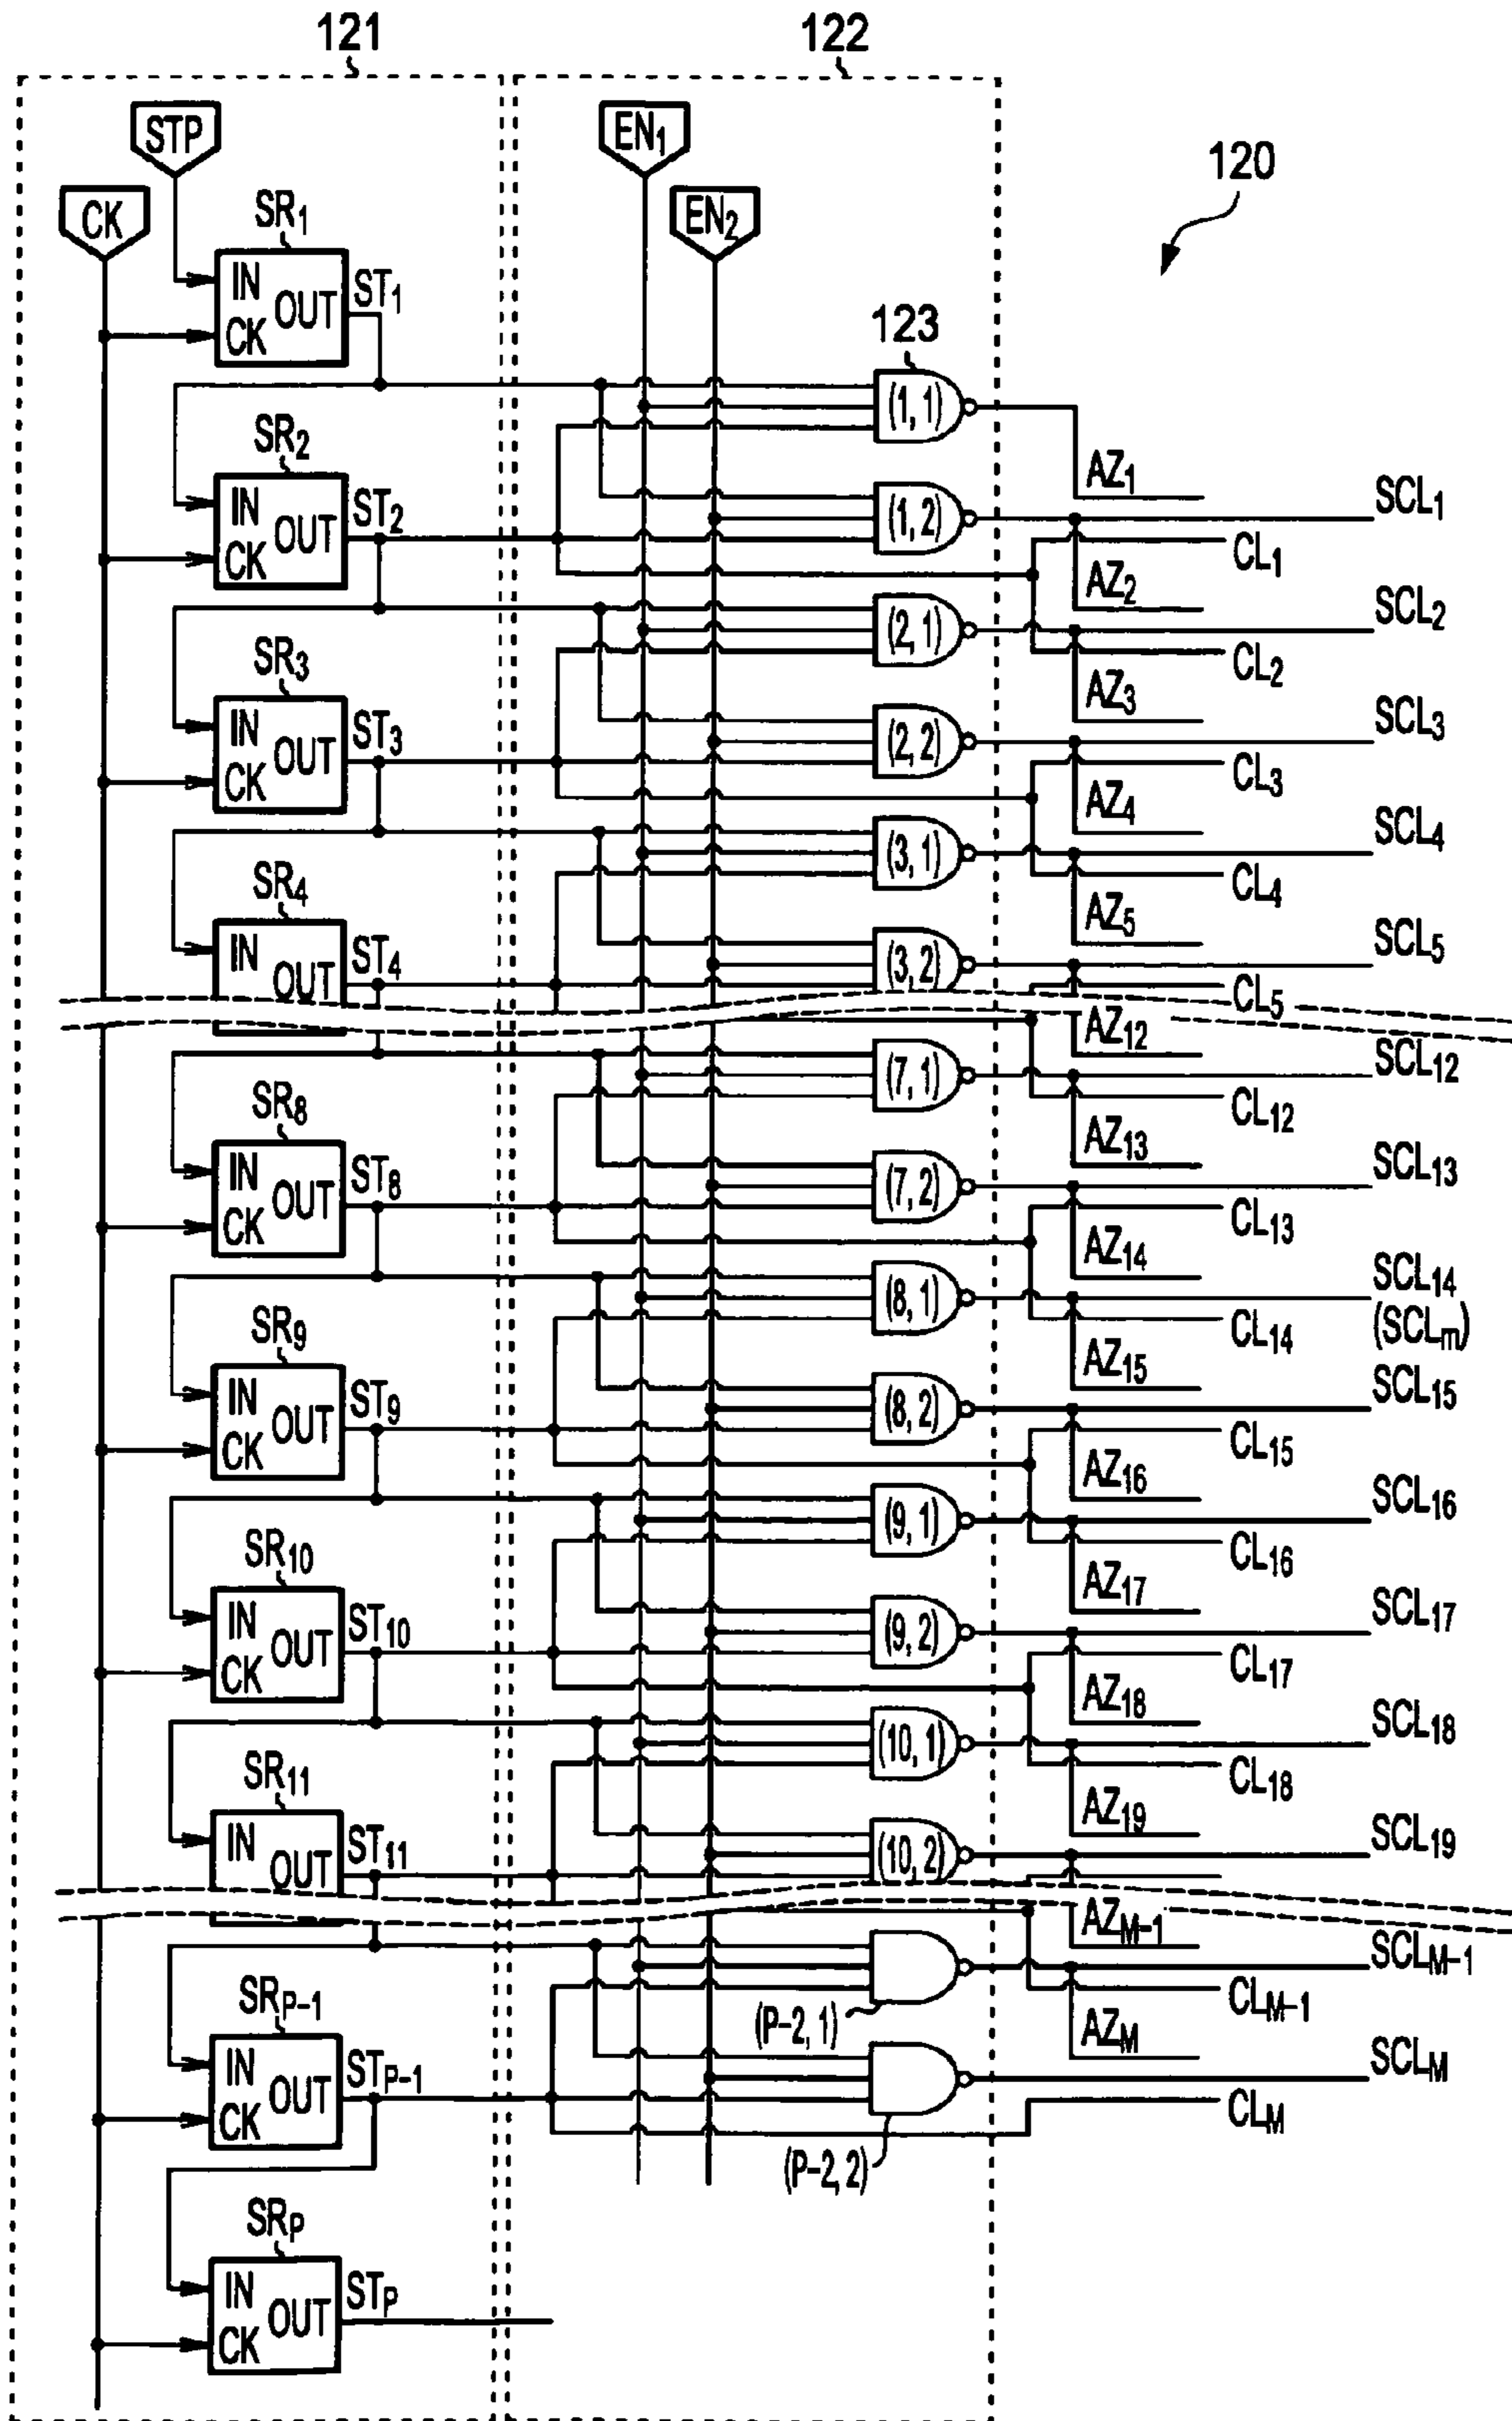 121
122
STP
EN1
CK
EN2
120
SR1
IN
OUT
CK
ST1
123
(1, 1)
SR2
IN
OUT
CK
ST2
(1, 2)
AZ1
SCL1
CL1
AZ2
(2, 1)
SCL2
CL2
SR3
IN
OUT
CK
ST3
AZ3
(2, 2)
SCL3
CL3
AZ4
(3, 1)
SCL4
CL4
SR4
IN
OUT
ST4
AZ5
(3, 2)
SCL5
CL5
AZ12
(7, 1)
SCL12
CL12
SR8
IN
OUT
CK
ST8
AZ13
(7, 2)
SCL13
CL13
AZ14
(8, 1)
SCL14
(SCLm)
CL14
SR9
IN
OUT
CK
ST9
AZ15
(8, 2)
SCL15
CL15
AZ16
(9, 1)
SCL16
CL16
SR10
IN
OUT
CK
ST10
AZ17
(9, 2)
SCL17
CL17
AZ18
(10, 1)
SCL18
CL18
SR11
IN
OUT
ST11
AZ19
(10, 2)
SCL19
AZM-1
SCLM-1
CLM-1
(P-2, 1)
SRP-1
IN
OUT
CK
STP-1
AZM
SCLM
CLM
(P-2, 2)
SRP
IN
OUT
CK
STP